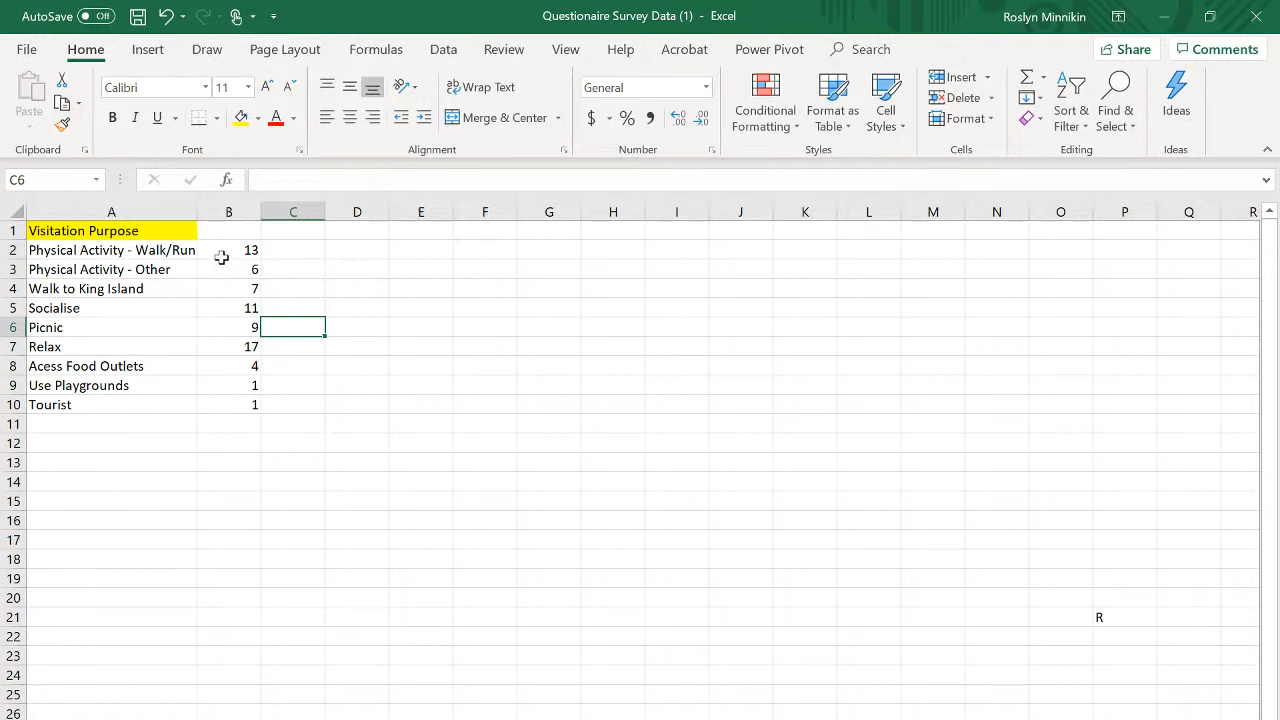 AutoSave Off Questionaire Survey Data (1) - Excel Roslyn Minnikin
File Home Insert Draw Page Layout Formulas Data Review View Help Acrobat Power Pivot Search Share Comments
Paste Calibri 11 Wrap Text General Conditional Formatting Format as Table Cell Styles Insert Delete Format Sort & Filter Find & Select Ideas
B I U A Merge & Center $ %
Clipboard Font Alignment Number Styles Cells Editing Ideas
C6 fx
A B C D E F G H I J K L M N O P Q R
1 Visitation Purpose
2 Physical Activity - Walk/Run 13
3 Physical Activity - Other 6
4 Walk to King Island 7
5 Socialise 11
6 Picnic 9
7 Relax 17
8 Acess Food Outlets 4
9 Use Playgrounds 1
10 Tourist 1
11
12
13
14
15
16
17
18
19
20
21 R
22
23
24
25
26